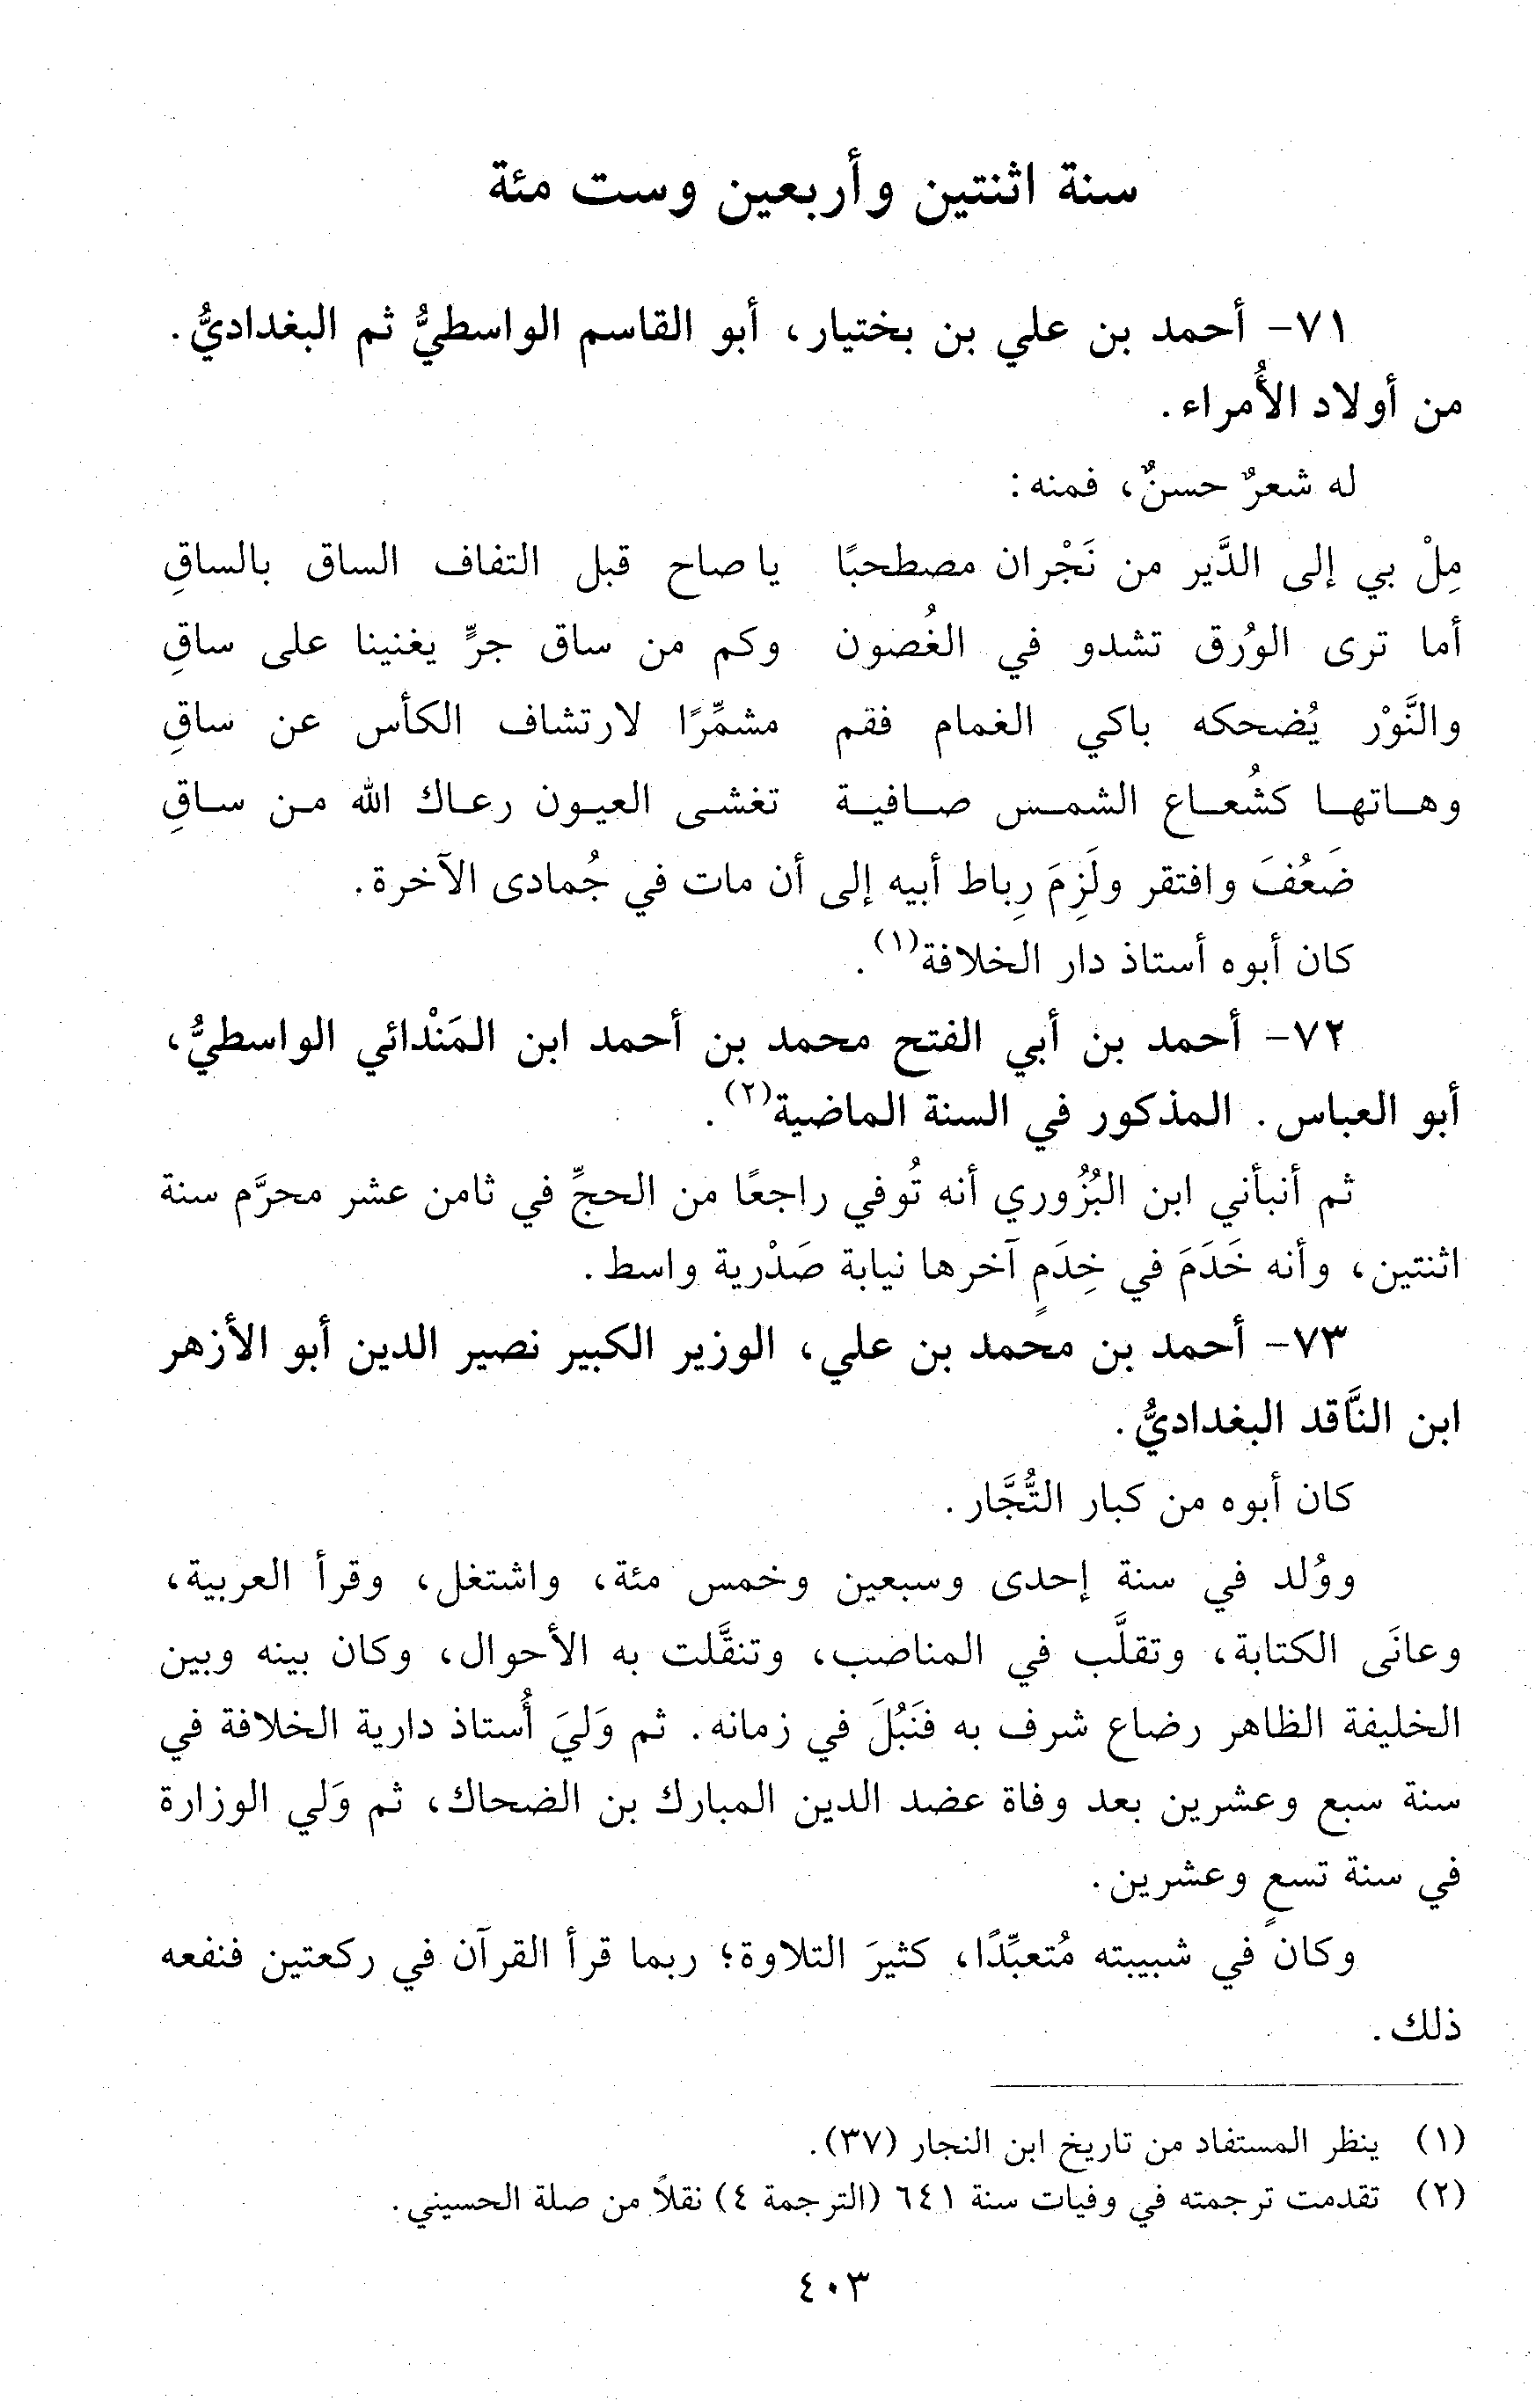 سنة اثنتين وأربعين وست مئة
٧١- أحمد بن علي بن بختيار، أبو القاسم الواسطيُّ ثم البغداديُّ.
من أولاد الأُمراء.
له شعرٌ حسنٌ، فمنه:
مِلْ بي إلى الدَّير من نَجْران مصطحبًا يا صاح قبل التفاف الساق بالساقِ
أما ترى الوُرق تشدو في الغُصون وكم من ساق جرٍّ يغنينا على ساقِ
والنَّوْر يُضحكه باكي الغمام فقم مشمِّرًا لارتشاف الكأس عن ساقِ
وهاتها كشُعاع الشمس صافية تغشى العيون رعاك الله من ساقِ
ضَعُفَ وافتقر ولَزِمَ رِباط أبيه إلى أن مات في جُمادى الآخرة.
كان أبوه أستاذ دار الخلافة(١).
٧٢- أحمد بن أبي الفتح محمد بن أحمد ابن المَنْدائي الواسطيُّ،
أبو العباس. المذكور في السنة الماضية(٢).
ثم أنبأني ابن البُزُوري أنه تُوفي راجعًا من الحجِّ في ثامن عشر محرَّم سنة
اثنتين، وأنه خَدَمَ في خِدَمٍ آخرها نيابة صَدْرية واسط.
٧٣- أحمد بن محمد بن علي، الوزير الكبير نصير الدين أبو الأزهر
ابن النَّاقد البغداديُّ.
كان أبوه من كبار التُّجَّار.
ووُلد في سنة إحدى وسبعين وخمس مئة، واشتغل، وقرأ العربية،
وعانَى الكتابة، وتقلَّب في المناصب، وتنقَّلت به الأحوال، وكان بينه وبين
الخليفة الظاهر رضاع شرف به فنَبُلَ في زمانه. ثم وَليَ أُستاذ دارية الخلافة في
سنة سبع وعشرين بعد وفاة عضد الدين المبارك بن الضحاك، ثم وَلي الوزارة
في سنة تسعٍ وعشرين.
وكان في شبيبته مُتعبِّدًا، كثيرَ التلاوة؛ ربما قرأ القرآن في ركعتين فنفعه
ذلك.
(١) ينظر المستفاد من تاريخ ابن النجار (٣٧).
(٢) تقدمت ترجمته في وفيات سنة ٦٤١ (الترجمة ٤) نقلاً من صلة الحسيني.
٤٠٣